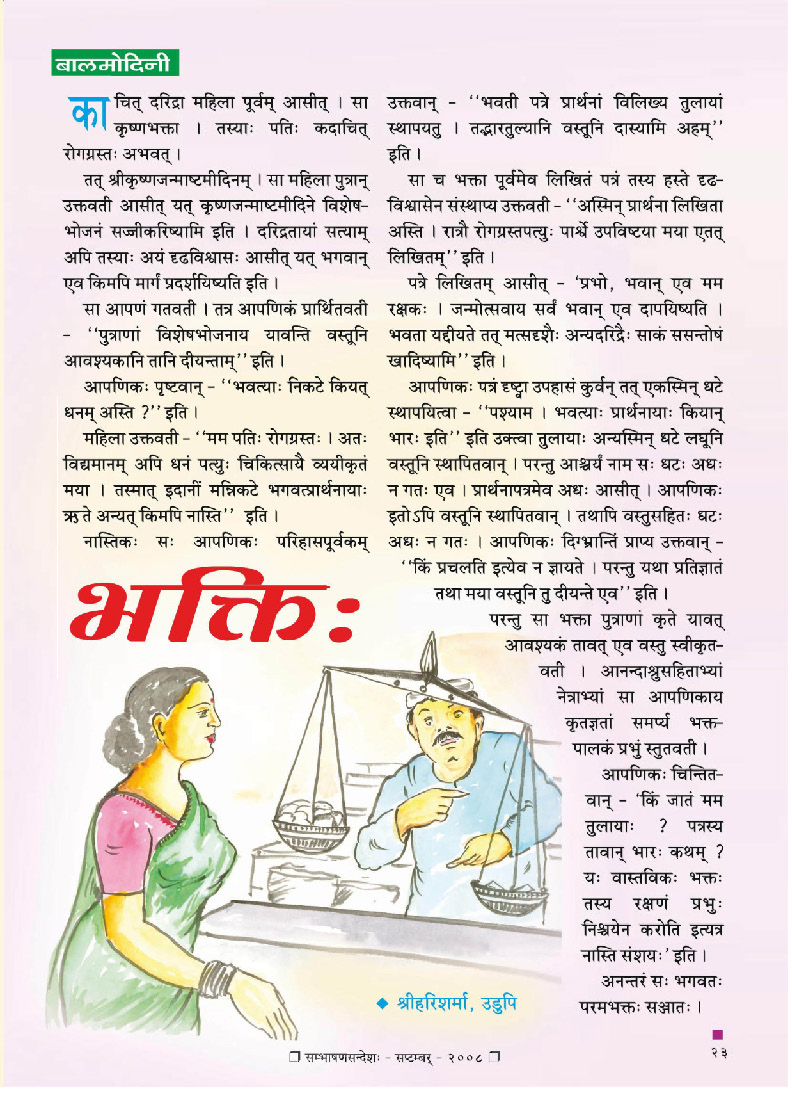 बालमोदिनी
काचित् दरिद्रा महिला पूर्वम् आसीत् । सा
कृष्णभक्ता । तस्याः पतिः कदाचित्
रोगग्रस्तः अभवत् ।
तत् श्रीकृष्णजन्माष्टमीदिनम् । सा महिला पुत्रान्
उक्तवती आसीत् यत् कृष्णजन्माष्टमीदिने विशेष-
भोजनं सज्जीकरिष्यामि इति । दरिद्रतायां सत्याम्
अपि तस्याः अयं दृढविश्वासः आसीत् यत् भगवान्
एव किमपि मार्गं प्रदर्शयिष्यति इति ।
सा आपणं गतवती । तत्र आपणिकं प्रार्थितवती
- ‘‘पुत्राणां विशेषभोजनाय यावन्ति वस्तूनि
आवश्यकानि तानि दीयन्ताम्’’ इति ।
आपणिकः पृष्टवान् - ‘‘भवत्याः निकटे कियत्
धनम् अस्ति ?’’ इति ।
महिला उक्तवती - ‘‘मम पतिः रोगग्रस्तः । अतः
विद्यमानम् अपि धनं पत्युः चिकित्सायै व्ययीकृतं
मया । तस्मात् इदानीं मन्निकटे भगवत्प्रार्थनायाः
ऋते अन्यत् किमपि नास्ति’’ इति ।
नास्तिकः सः आपणिकः परिहासपूर्वकम्
उक्तवान् - ‘‘भवती पत्रे प्रार्थनां विलिख्य तुलायां
स्थापयतु । तद्भारतुल्यानि वस्तूनि दास्यामि अहम्’’
इति ।
सा च भक्ता पूर्वमेव लिखितं पत्रं तस्य हस्ते दृढ-
विश्वासेन संस्थाप्य उक्तवती - ‘‘अस्मिन् प्रार्थना लिखिता
अस्ति । रात्रौ रोगग्रस्तपत्युः पार्श्वे उपविष्टया मया एतत्
लिखितम्’’ इति ।
पत्रे लिखितम् आसीत् - ‘प्रभो, भवान् एव मम
रक्षकः । जन्मोत्सवाय सर्वं भवान् एव दापयिष्यति ।
भवता यद्दीयते तत् मत्सदृशैः अन्यदरिद्रैः साकं ससन्तोषं
खादिष्यामि’’ इति ।
आपणिकः पत्रं दृष्ट्वा उपहासं कुर्वन् तत् एकस्मिन् धटे
स्थापयित्वा - ‘‘पश्याम । भवत्याः प्रार्थनायाः कियान्
भारः इति’’ इति उक्त्वा तुलायाः अन्यस्मिन् धटे लघूनि
वस्तूनि स्थापितवान् । परन्तु आश्चर्यं नाम सः धटः अधः
न गतः एव । प्रार्थनापत्रमेव अधः आसीत् । आपणिकः
इतोऽपि वस्तूनि स्थापितवान् । तथापि वस्तुसहितः धटः
अधः न गतः । आपणिकः दिग्भ्रान्तिं प्राप्य उक्तवान् -
‘‘किं प्रचलति इत्येव न ज्ञायते । परन्तु यथा प्रतिज्ञातं
तथा मया वस्तूनि तु दीयन्ते एव’’ इति ।
परन्तु सा भक्ता पुत्राणां कृते यावत्
आवश्यकं तावत् एव वस्तु स्वीकृत-
वती । आनन्दाश्रुसहिताभ्यां
नेत्राभ्यां सा आपणिकाय
कृतज्ञतां समर्प्य भक्त-
पालकं प्रभुं स्तुतवती ।
आपणिकः चिन्तित-
वान् - ‘किं जातं मम
तुलायाः ? पत्रस्य
तावान् भारः कथम् ?
यः वास्तविकः भक्तः
तस्य रक्षणं प्रभुः
निश्चयेन करोति इत्यत्र
नास्ति संशयः’ इति ।
अनन्तरं सः भगवतः
परमभक्तः सञ्जातः ।
भक्तिः
◆ श्रीहरिशर्मा, उडुपि
❐ सम्भाषणसन्देशः - सप्टम्बर् - २००८ ❐
२३